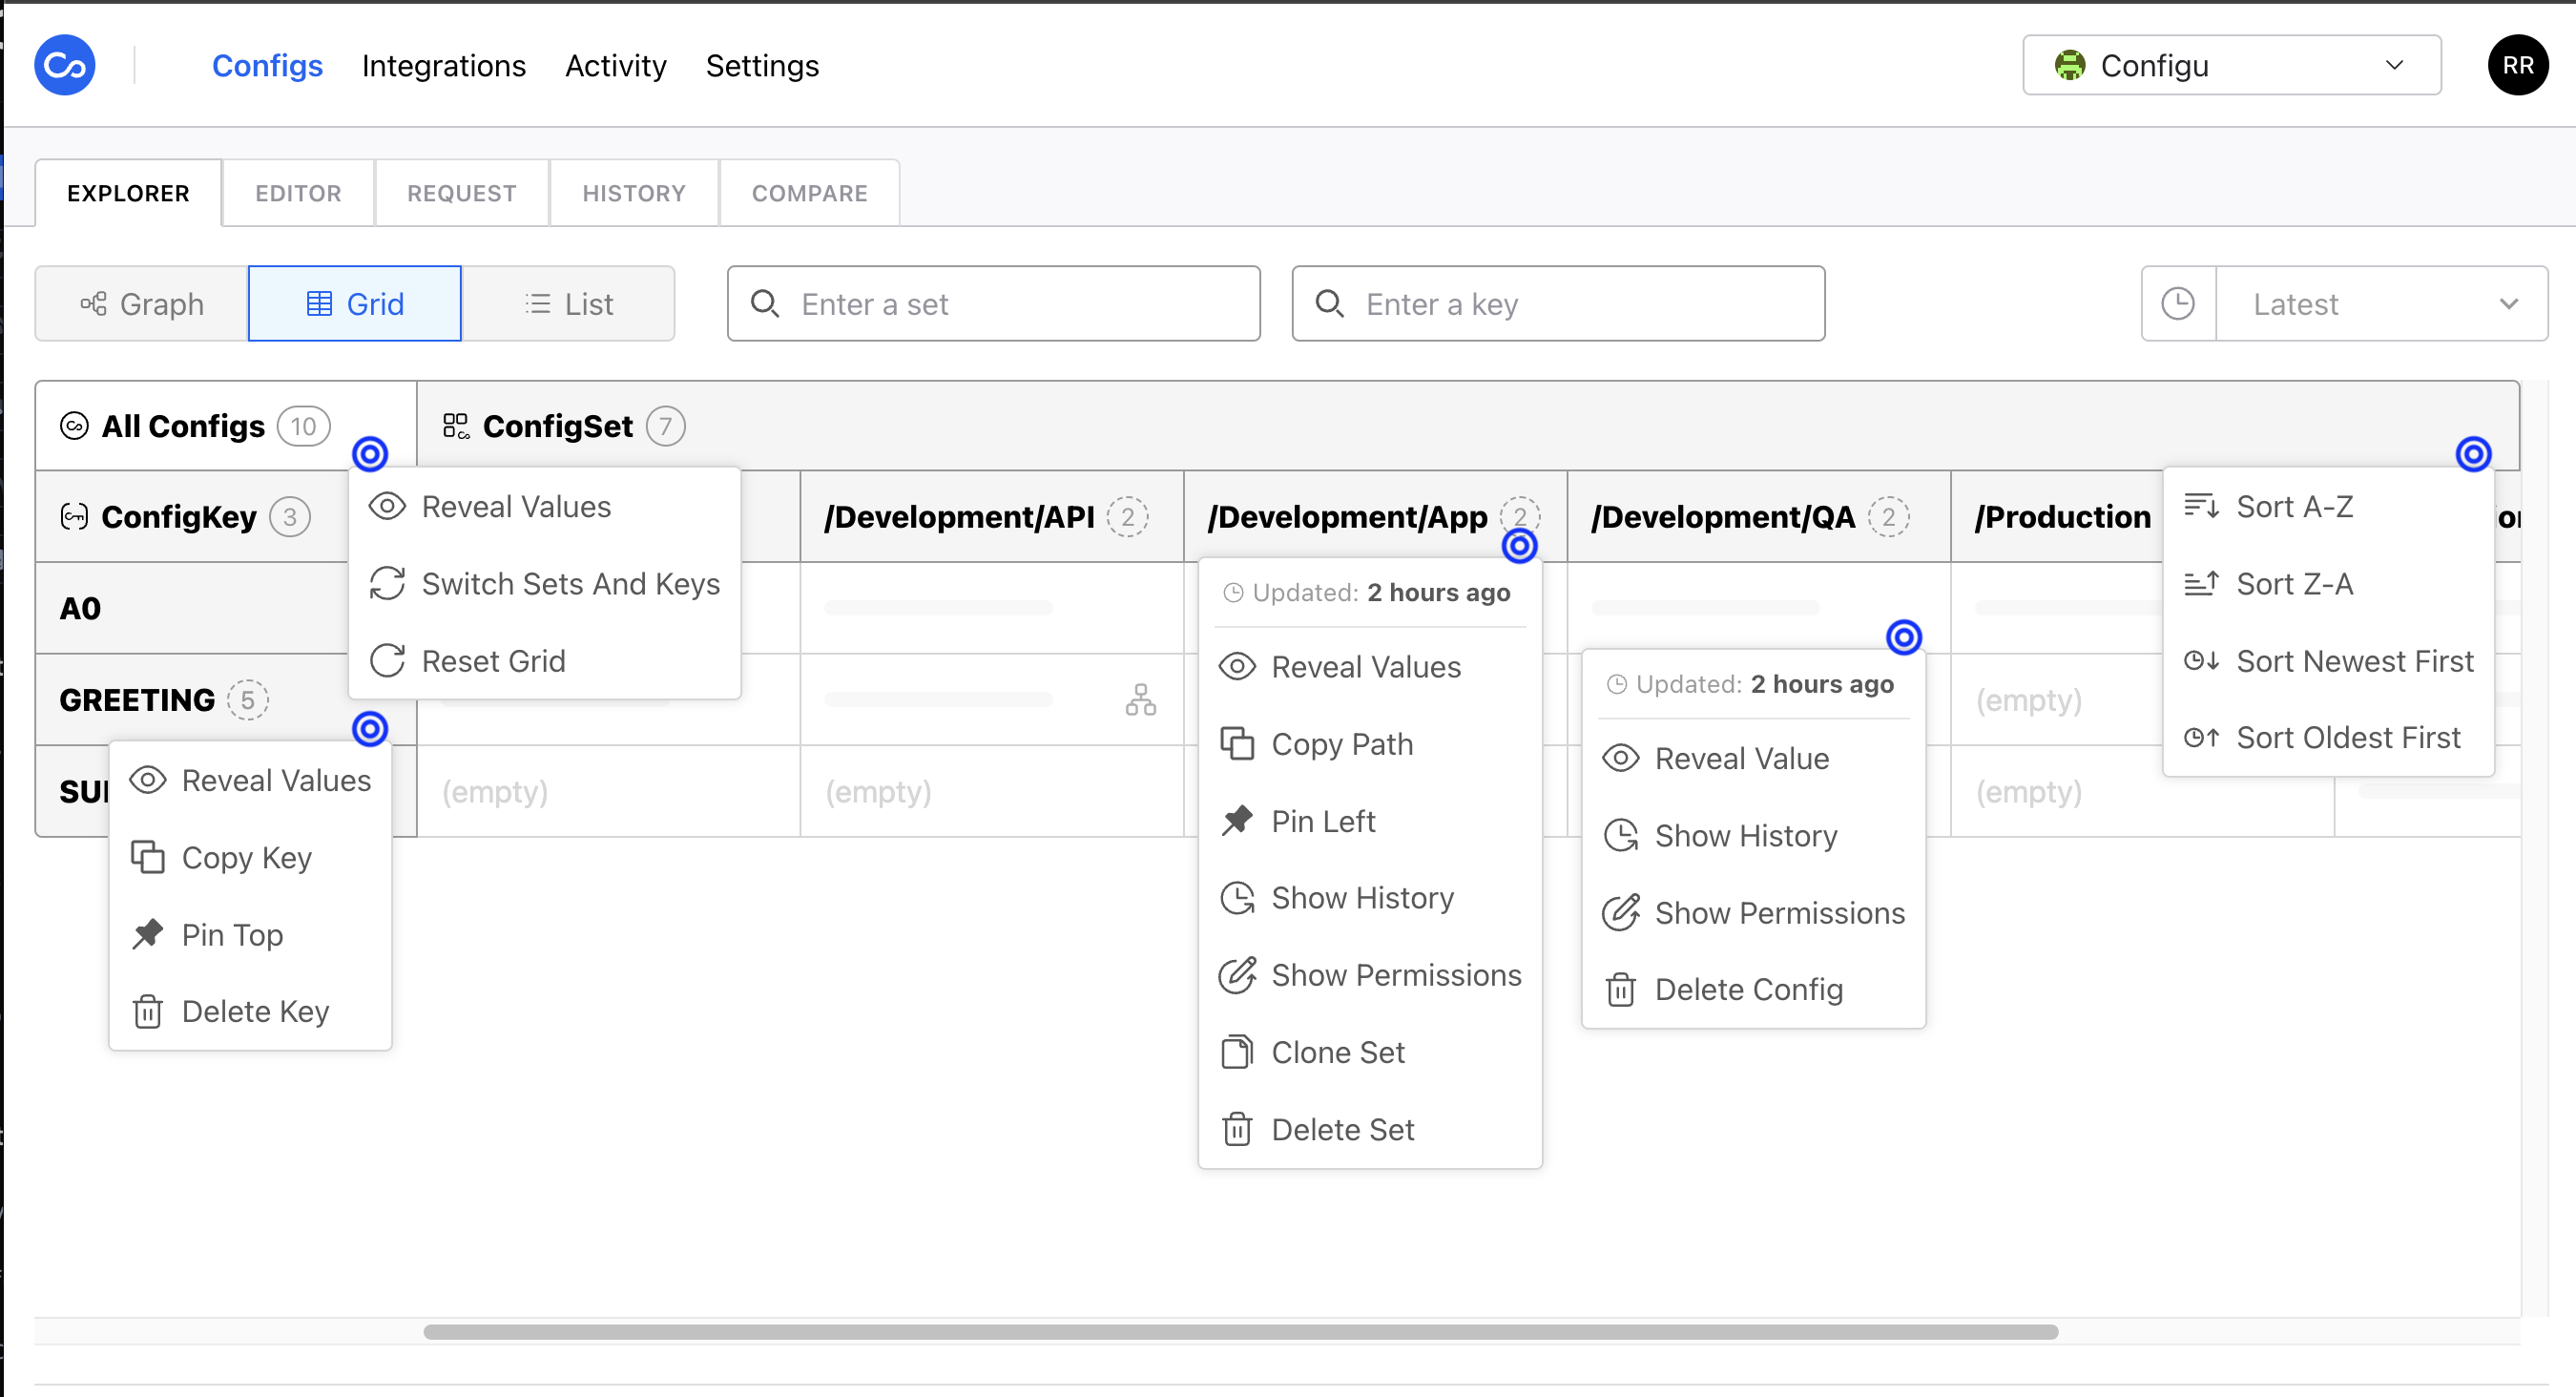 Configs Integrations Activity Settings
Configu
RR
EXPLORER EDITOR REQUEST HISTORY COMPARE
Graph Grid List
Enter a set
Enter a key
Latest
All Configs 10
ConfigSet 7
ConfigKey 3
/Development/API 2
/Development/App 2
/Development/QA 2
/Production
A0
GREETING 5
(empty)
(empty)
(empty)
(empty)
Reveal Values
Switch Sets And Keys
Reset Grid
Reveal Values
Copy Key
Pin Top
Delete Key
Updated: 2 hours ago
Reveal Values
Copy Path
Pin Left
Show History
Show Permissions
Clone Set
Delete Set
Updated: 2 hours ago
Reveal Value
Show History
Show Permissions
Delete Config
Sort A-Z
Sort Z-A
Sort Newest First
Sort Oldest First